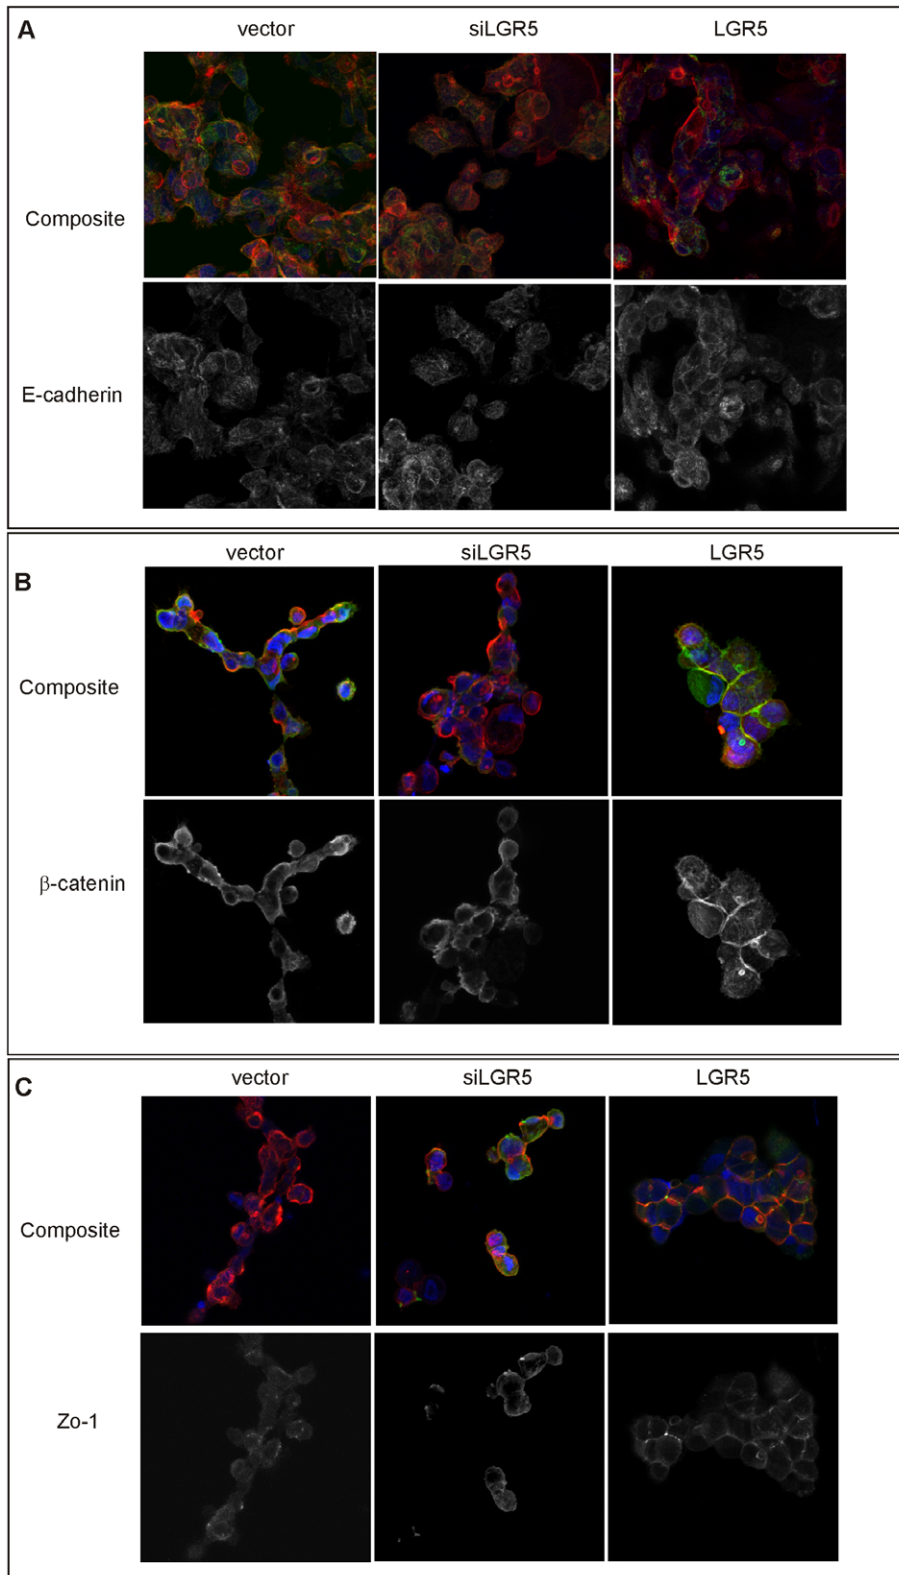 A
vector siLGR5 LGR5
Composite
E-cadherin
B
vector siLGR5 LGR5
Composite
β-catenin
C
vector siLGR5 LGR5
Composite
Zo-1